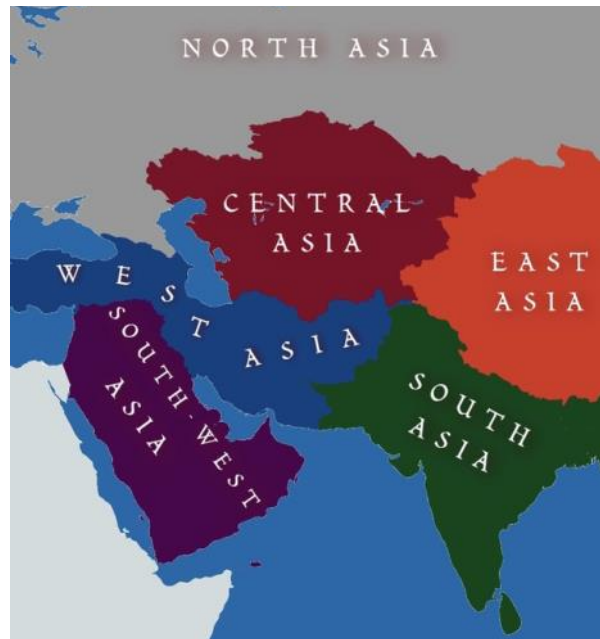 NORTH ASIA
CENTRAL
ASIA
EAST
ASIA
WEST ASIA
SOUTH-WEST
ASIA
SOUTH
ASIA